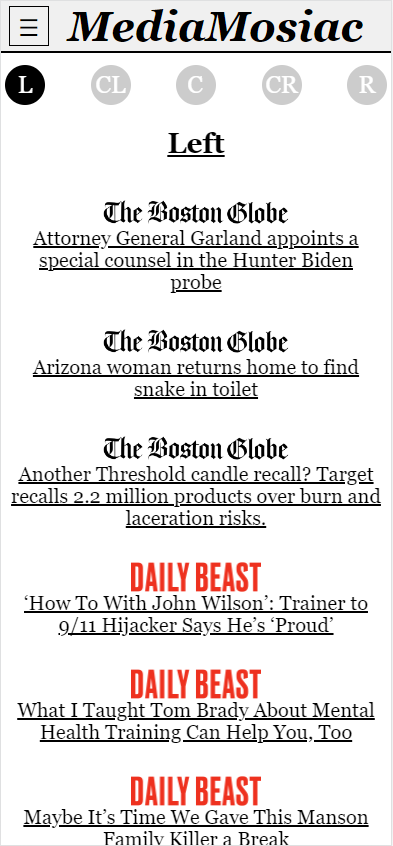 MediaMosiac
L CL C CR R
Left
The Boston Globe
Attorney General Garland appoints a
special counsel in the Hunter Biden
probe
The Boston Globe
Arizona woman returns home to find
snake in toilet
The Boston Globe
Another Threshold candle recall? Target
recalls 2.2 million products over burn and
laceration risks.
DAILY BEAST
‘How To With John Wilson’: Trainer to
9/11 Hijacker Says He’s ‘Proud’
DAILY BEAST
What I Taught Tom Brady About Mental
Health Training Can Help You, Too
DAILY BEAST
Maybe It’s Time We Gave This Manson
Family Killer a Break